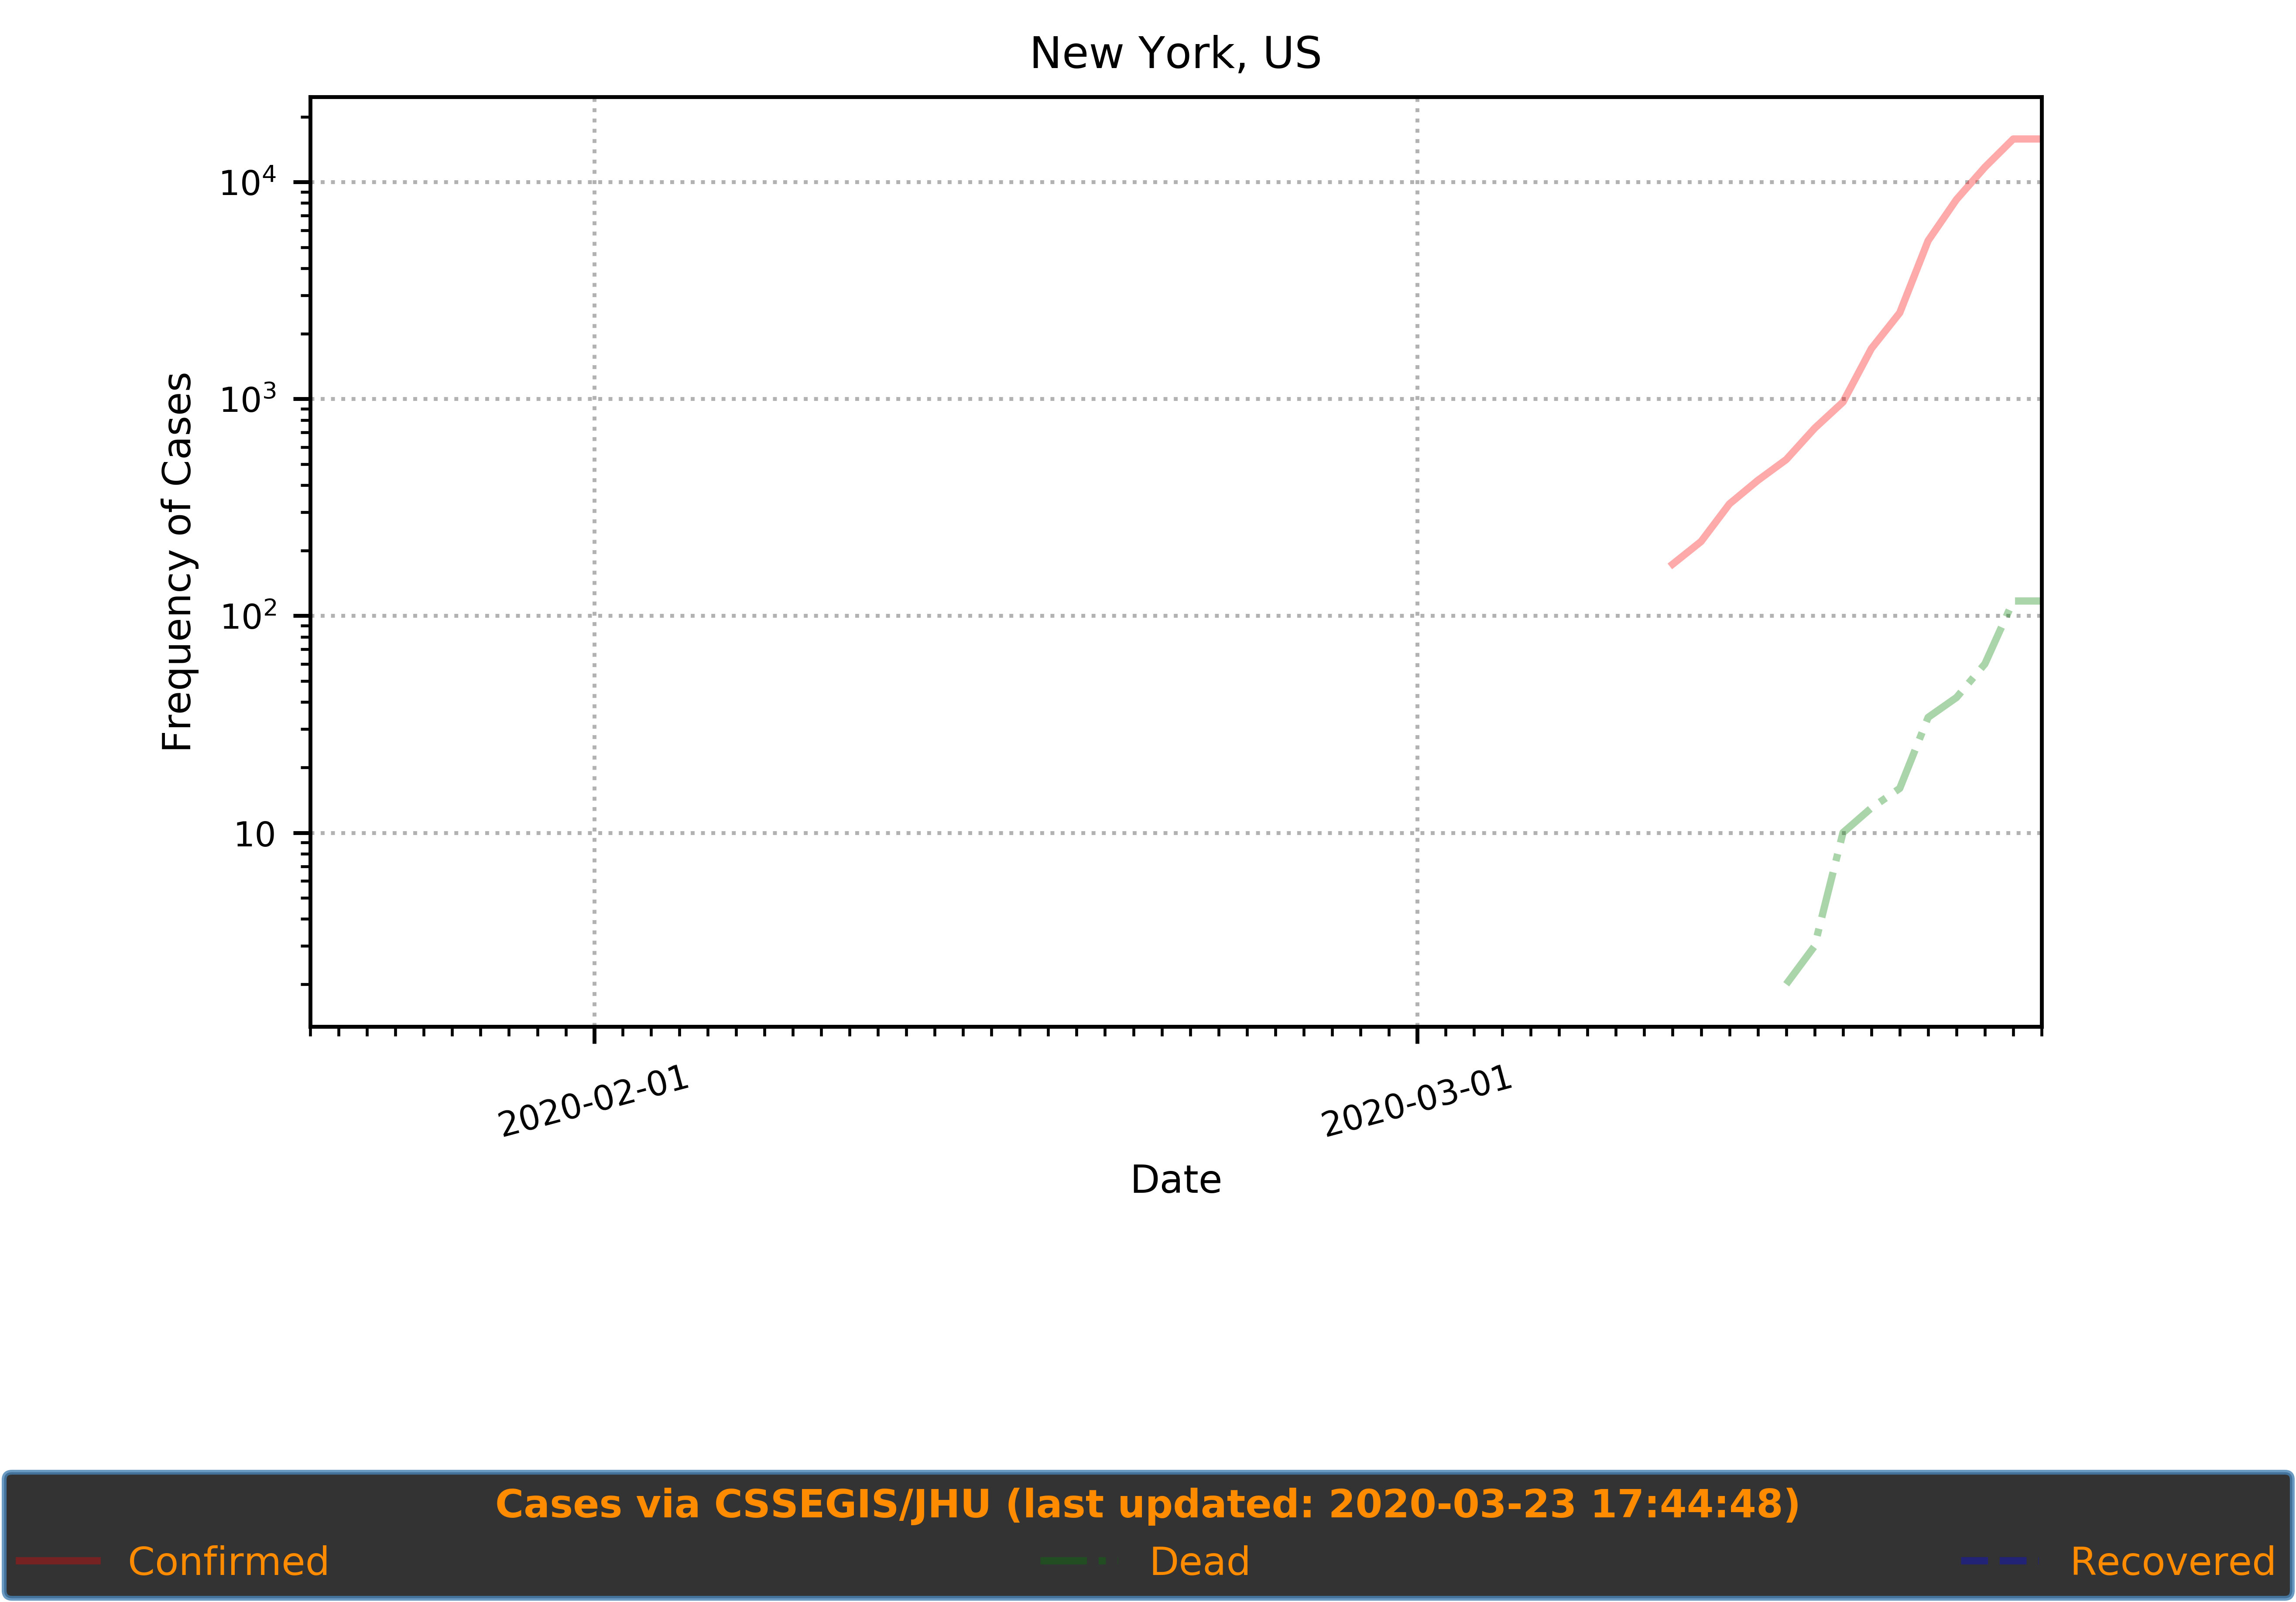 New York, US
Frequency of Cases
10⁴
10³
10²
10
2020-02-01
2020-03-01
Date
Cases via CSSEGIS/JHU (last updated: 2020-03-23 17:44:48)
Confirmed Dead Recovered